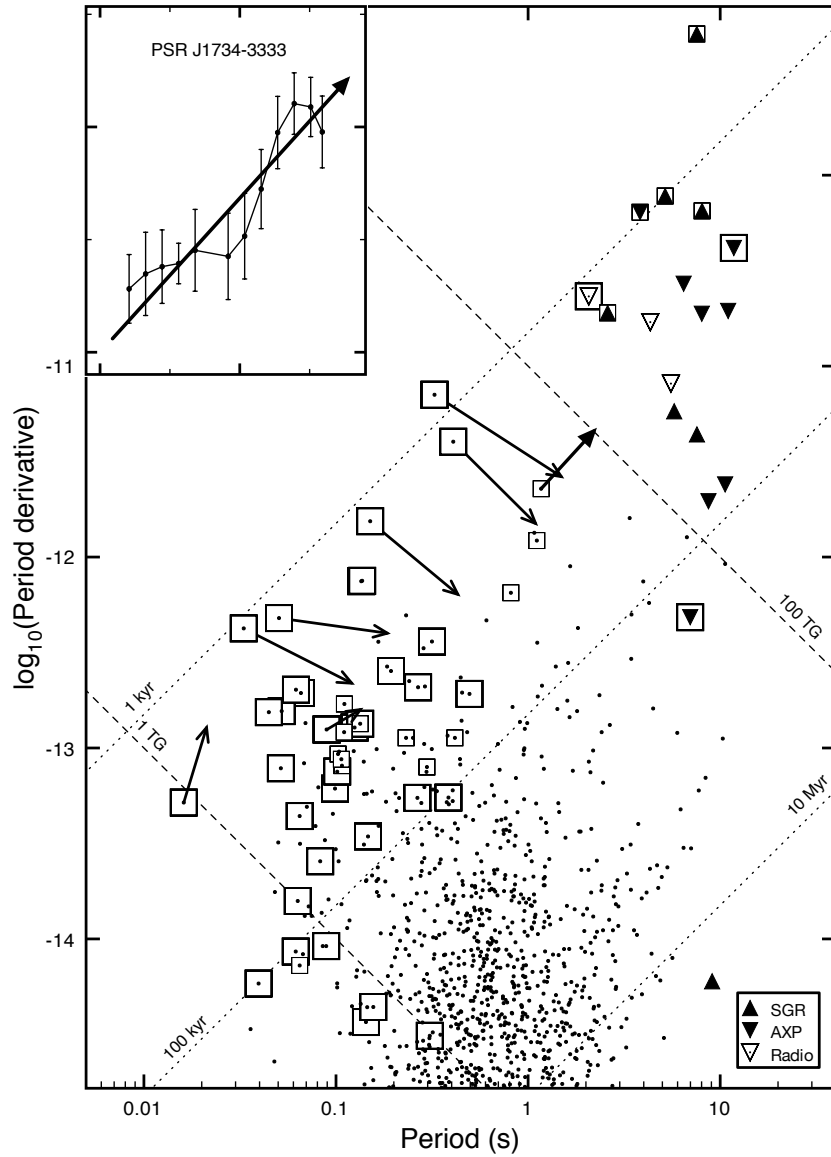 PSR J1734-3333
-11
-12
-13
-14
log10(Period derivative)
1 kyr
1 TG
100 kyr
100 TG
10 Myr
SGR
AXP
Radio
0.01
0.1
1
10
Period (s)